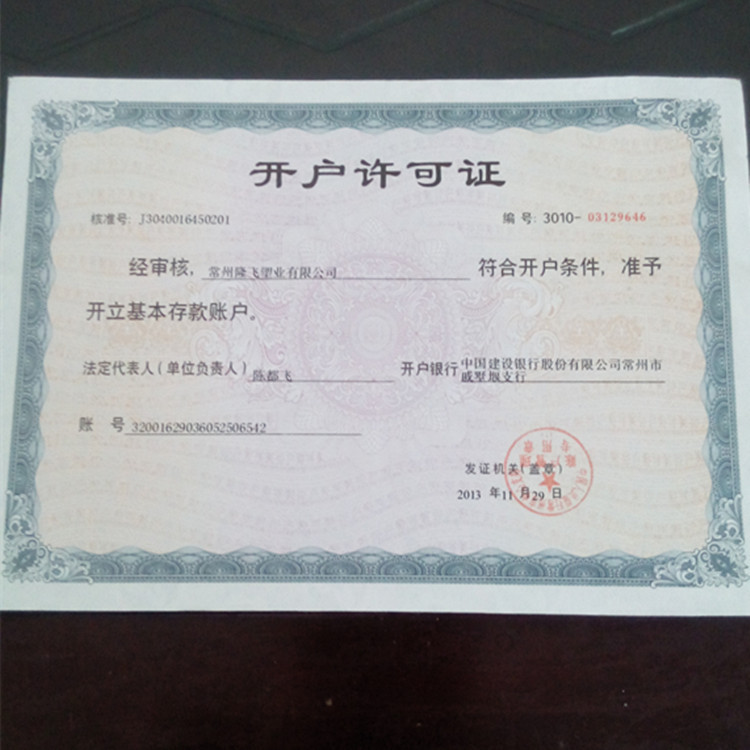 开户许可证
核准号: J3040016450201 编 号: 3010-03129646
经审核, 常州隆飞塑业有限公司 符合开户条件, 准予
开立基本存款账户。
法定代表人(单位负责人) 陈都飞 开户银行 中国建设银行股份有限公司常州市
戚墅堰支行
账 号 32001629036052506542
发证机关(盖章)
2013 年11 月29 日